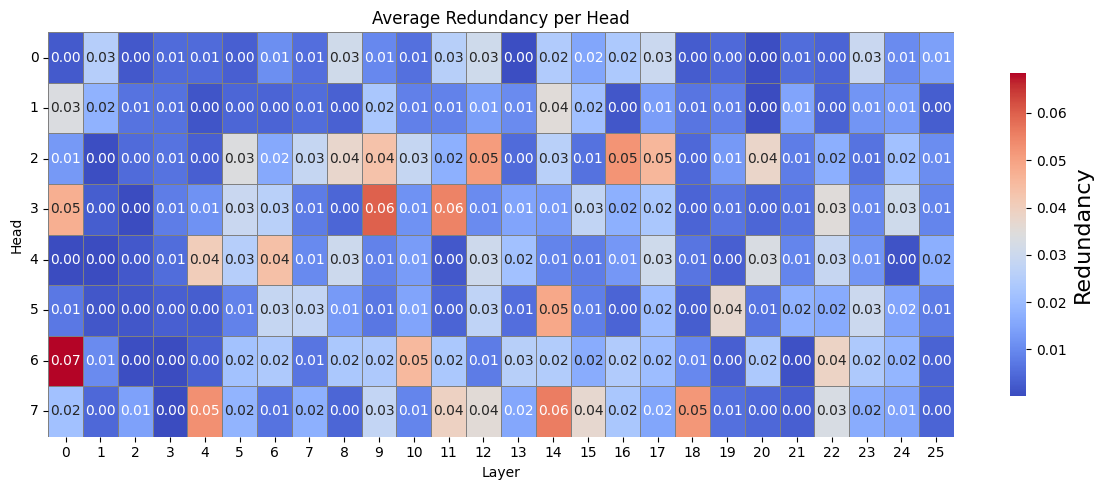 Average Redundancy per Head
0 0.00 0.03 0.00 0.01 0.01 0.00 0.01 0.01 0.03 0.01 0.01 0.03 0.03 0.00 0.02 0.02 0.02 0.03 0.00 0.00 0.00 0.01 0.00 0.03 0.01 0.01
1 0.03 0.02 0.01 0.01 0.00 0.00 0.00 0.01 0.00 0.02 0.01 0.01 0.01 0.01 0.04 0.02 0.00 0.01 0.01 0.01 0.00 0.01 0.00 0.01 0.01 0.00
2 0.01 0.00 0.00 0.01 0.00 0.03 0.02 0.03 0.04 0.04 0.03 0.02 0.05 0.00 0.03 0.01 0.05 0.05 0.00 0.01 0.04 0.01 0.02 0.01 0.02 0.01
3 0.05 0.00 0.00 0.01 0.01 0.03 0.03 0.01 0.00 0.06 0.01 0.06 0.01 0.01 0.01 0.03 0.02 0.02 0.00 0.01 0.00 0.01 0.03 0.01 0.03 0.01
4 0.00 0.00 0.00 0.01 0.04 0.03 0.04 0.01 0.03 0.01 0.01 0.00 0.03 0.02 0.01 0.01 0.01 0.03 0.01 0.00 0.03 0.01 0.03 0.01 0.00 0.02
5 0.01 0.00 0.00 0.00 0.00 0.01 0.03 0.03 0.01 0.01 0.01 0.00 0.03 0.01 0.05 0.01 0.00 0.02 0.00 0.04 0.01 0.02 0.02 0.03 0.02 0.01
6 0.07 0.01 0.00 0.00 0.00 0.02 0.02 0.01 0.02 0.02 0.05 0.02 0.01 0.03 0.02 0.02 0.02 0.02 0.01 0.00 0.02 0.00 0.04 0.02 0.02 0.00
7 0.02 0.00 0.01 0.00 0.05 0.02 0.01 0.02 0.00 0.03 0.01 0.04 0.04 0.02 0.06 0.04 0.02 0.02 0.05 0.01 0.00 0.00 0.03 0.02 0.01 0.00
0 1 2 3 4 5 6 7 8 9 10 11 12 13 14 15 16 17 18 19 20 21 22 23 24 25
Layer
Head
0.06
0.05
0.04
0.03
0.02
0.01
Redundancy